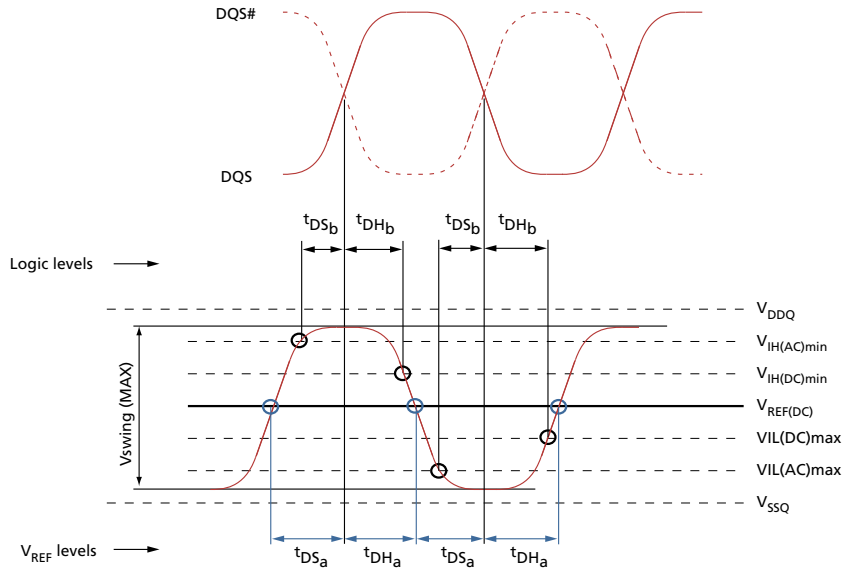 DQS#
DQS
tDSb tDHb tDSb tDHb
Logic levels
VDDQ
VIH(AC)min
VIH(DC)min
VREF(DC)
VIL(DC)max
VIL(AC)max
VSSQ
Vswing (MAX)
tDSa tDHa tDSa tDHa
VREF levels